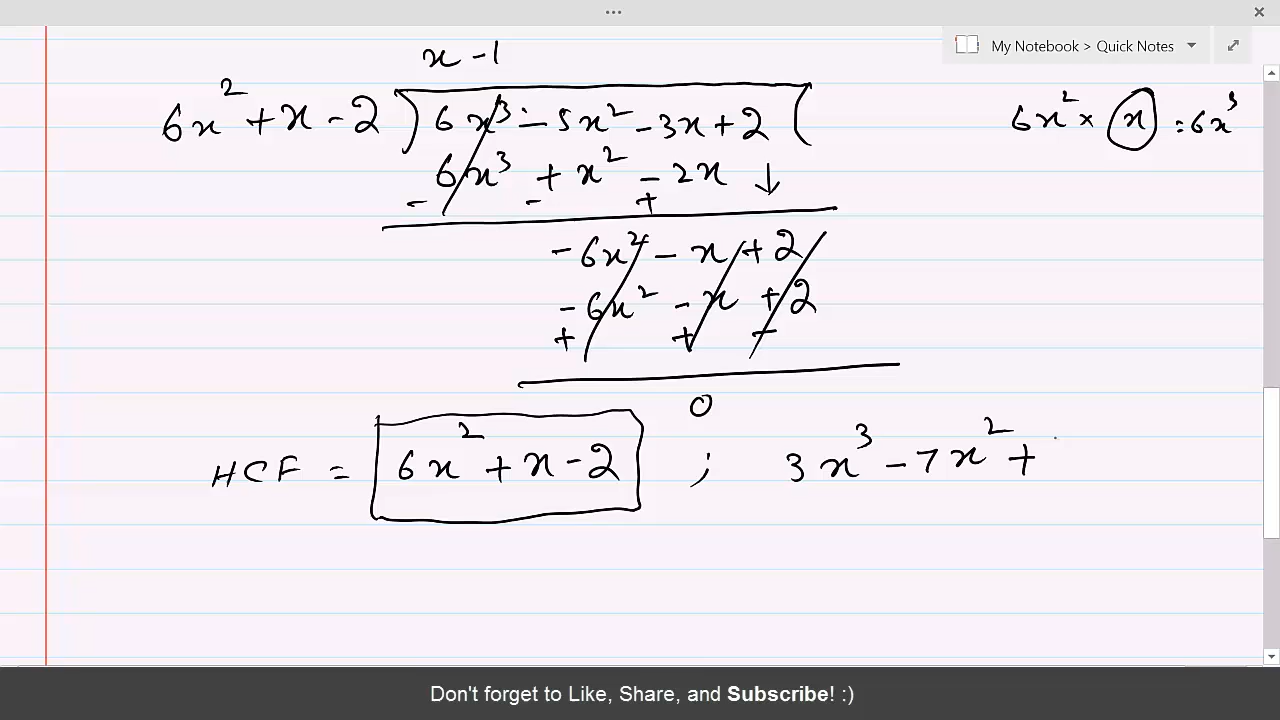 ...
×
My Notebook > Quick Notes
x - 1
6x² + x - 2 ) 6x³ - 5x² - 3x + 2 (
6x² × x = 6x³
6x³ + x² - 2x ↓
- - +
- 6x² - x + 2
- 6x² - x + 2
+ + -
0
HCF = 6x² + x - 2 ; 3x³ - 7x² +
Don't forget to Like, Share, and Subscribe! :)